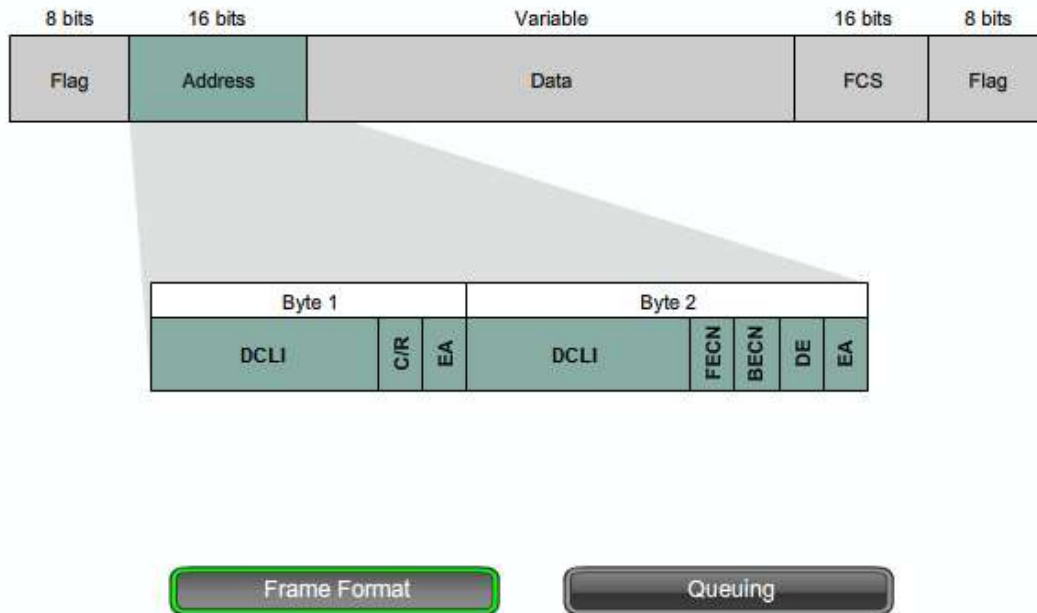 8 bits 16 bits Variable 16 bits 8 bits
Flag Address Data FCS Flag
Byte 1 Byte 2
DCLI C/R EA DCLI FECN BECN DE EA
Frame Format Queuing